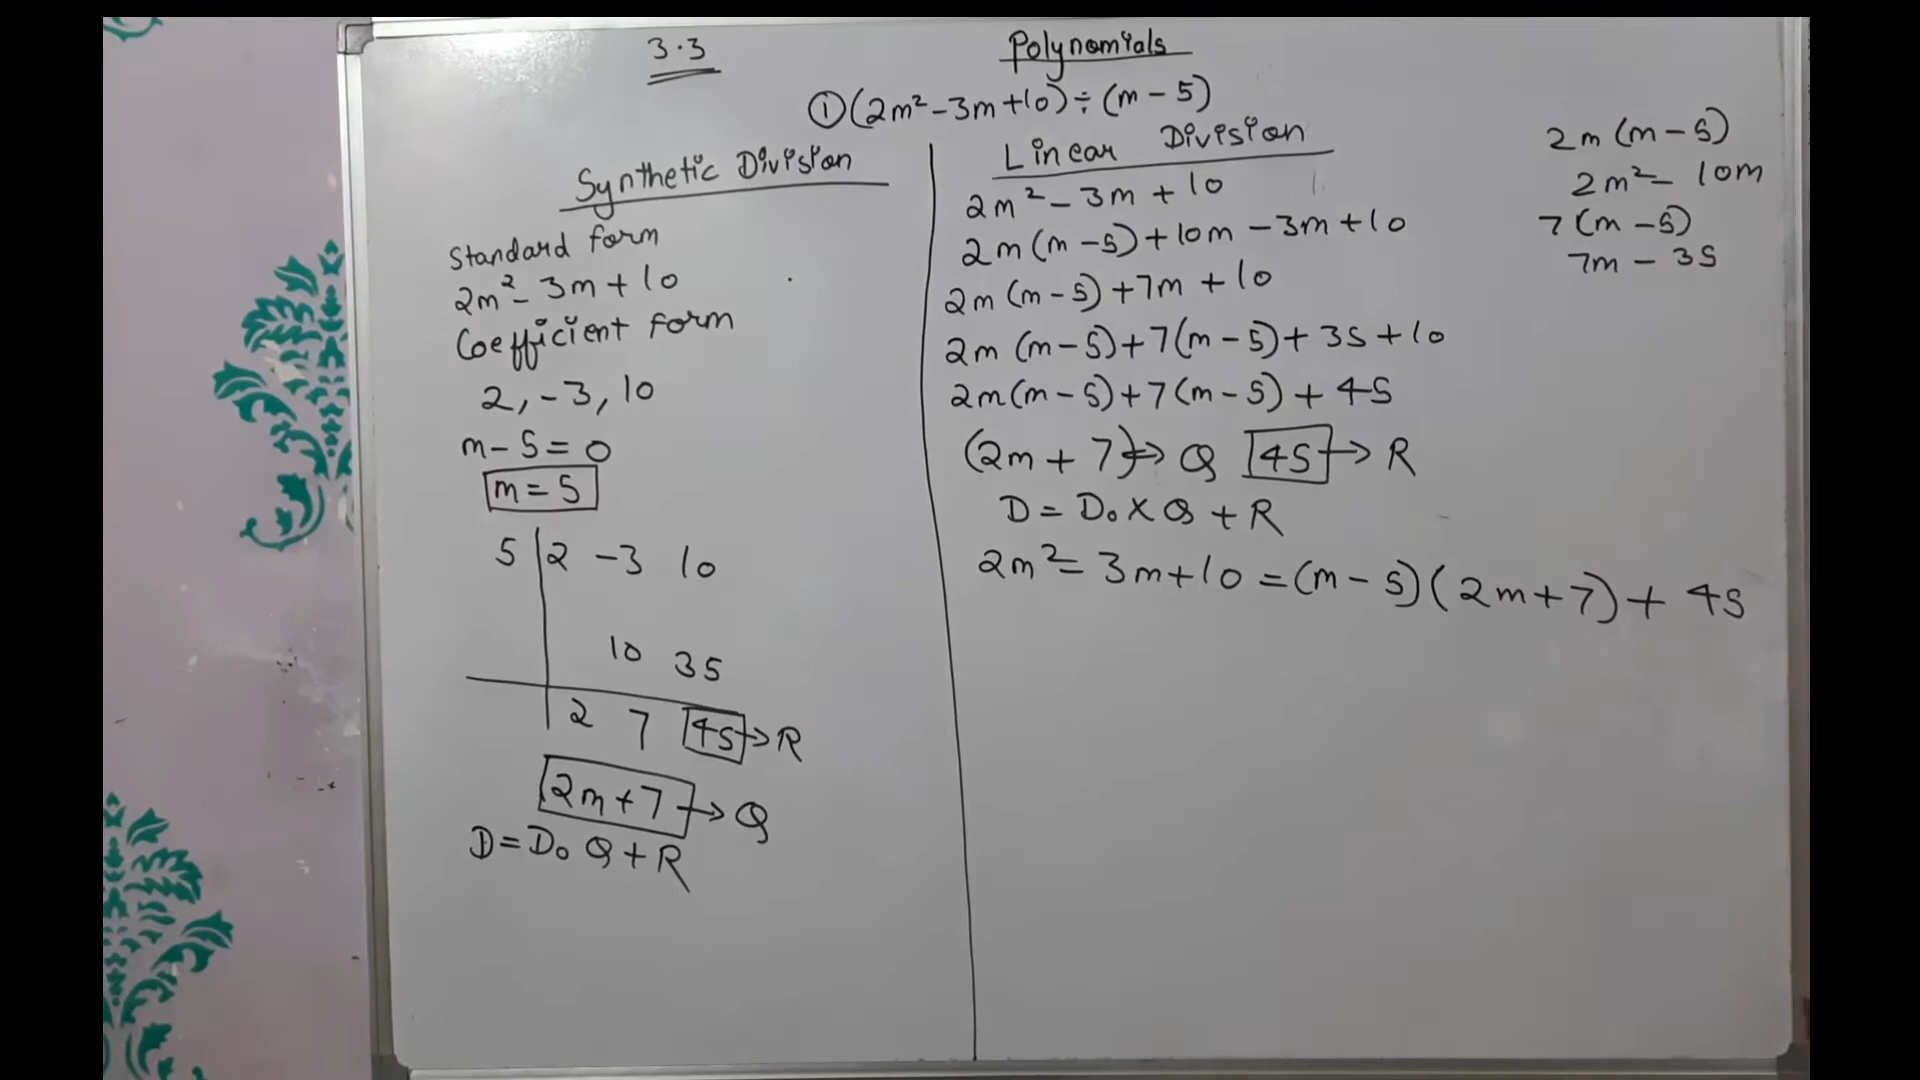 3.3
Polynomials
① (2m² - 3m + 10) ÷ (m - 5)
Synthetic Division
Standard form
2m² - 3m + 10
Coefficient form
2, -3, 10
m - 5 = 0
m = 5
5 | 2 -3 10
10 35
2 7 45 → R
2m + 7 → Q
D = D₀ Q + R
Linear Division
2m² - 3m + 10
2m (m - 5) + 10m - 3m + 10
2m (m - 5) + 7m + 10
2m (m - 5) + 7(m - 5) + 35 + 10
2m (m - 5) + 7 (m - 5) + 45
(2m + 7) → Q 45 → R
D = D₀ × Q + R
2m² - 3m + 10 = (m - 5) (2m + 7) + 45
2m (m - 5)
2m² - 10m
7 (m - 5)
7m - 35